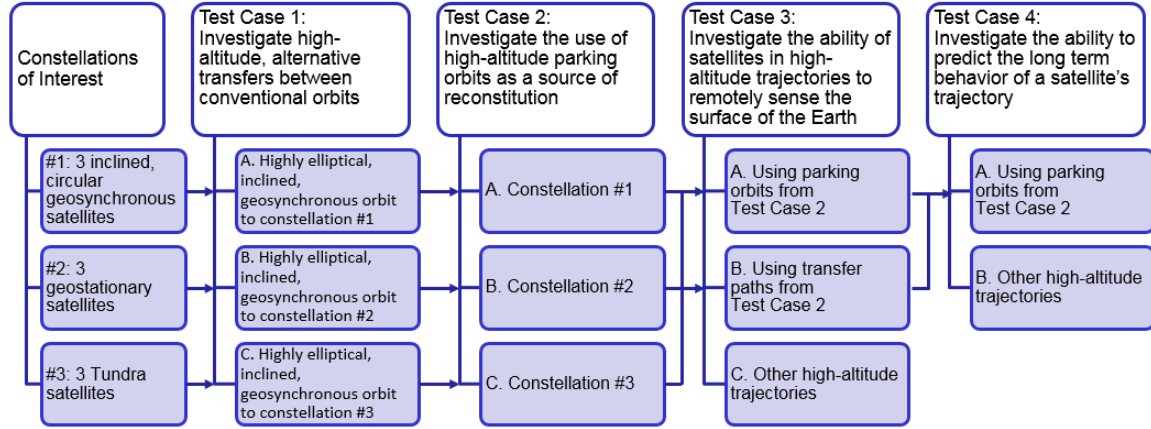 Constellations
of Interest
#1: 3 inclined,
circular
geosynchronous
satellites
#2: 3
geostationary
satellites
#3: 3 Tundra
satellites
Test Case 1:
Investigate high-
altitude, alternative
transfers between
conventional orbits
A. Highly elliptical,
inclined,
geosynchronous orbit
to constellation #1
B. Highly elliptical,
inclined,
geosynchronous orbit
to constellation #2
C. Highly elliptical,
inclined,
geosynchronous orbit
to constellation #3
Test Case 2:
Investigate the use of
high-altitude parking
orbits as a source of
reconstitution
A. Constellation #1
B. Constellation #2
C. Constellation #3
Test Case 3:
Investigate the ability of
satellites in high-
altitude trajectories to
remotely sense the
surface of the Earth
A. Using parking
orbits from
Test Case 2
B. Using transfer
paths from
Test Case 2
C. Other high-altitude
trajectories
Test Case 4:
Investigate the ability to
predict the long term
behavior of a satellite's
trajectory
A. Using parking
orbits from
Test Case 2
B. Other high-altitude
trajectories